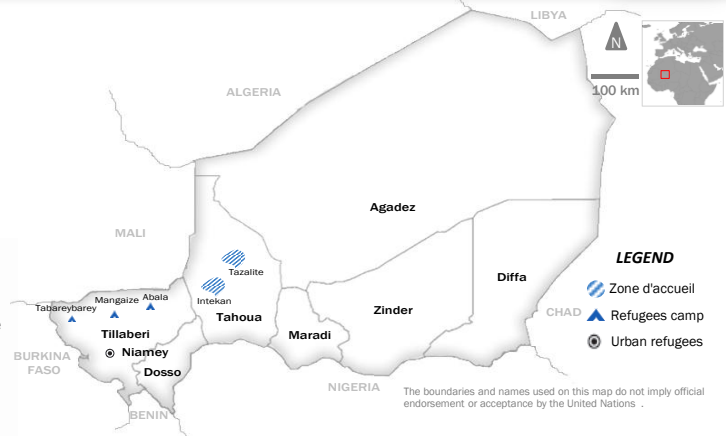 LIBYA
N
100 km
ALGERIA
Agadez
MALI
Tazalite
Intekan
LEGEND
Zone d'accueil
Refugees camp
Urban refugees
Diffa
Tabareybarey
Mangaize
Abala
Tahoua
Zinder
CHAD
Tillaberi
Maradi
Niamey
BURKINA
FASO
Dosso
NIGERIA
BENIN
The boundaries and names used on this map do not imply official
endorsement or acceptance by the United Nations .